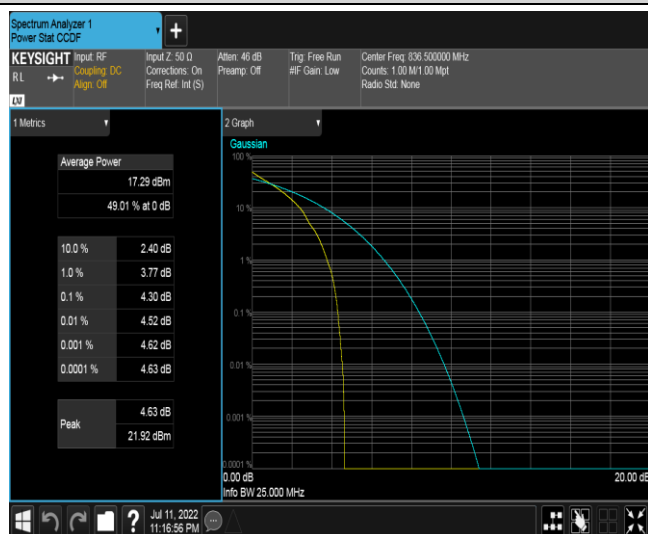 Spectrum Analyzer 1
Power Stat CCDF
+
KEYSIGHT
RL
LXI
Input: RF
Coupling: DC
Align: Off
Input Z: 50 Ω
Corrections: On
Freq Ref: Int (S)
Atten: 46 dB
Preamp: Off
Trig: Free Run
#IF Gain: Low
Center Freq: 836.500000 MHz
Counts: 1.00 M/1.00 Mpt
Radio Std: None
1 Metrics
Average Power
17.29 dBm
49.01 % at 0 dB
10.0 % 2.40 dB
1.0 % 3.77 dB
0.1 % 4.30 dB
0.01 % 4.52 dB
0.001 % 4.62 dB
0.0001 % 4.63 dB
Peak
4.63 dB
21.92 dBm
2 Graph
Gaussian
100 %
10 %
1 %
0.1 %
0.01 %
0.001 %
0.0001 %
0.00 dB
20.00 dB
Info BW 25.000 MHz
?
Jul 11, 2022
11:16:56 PM